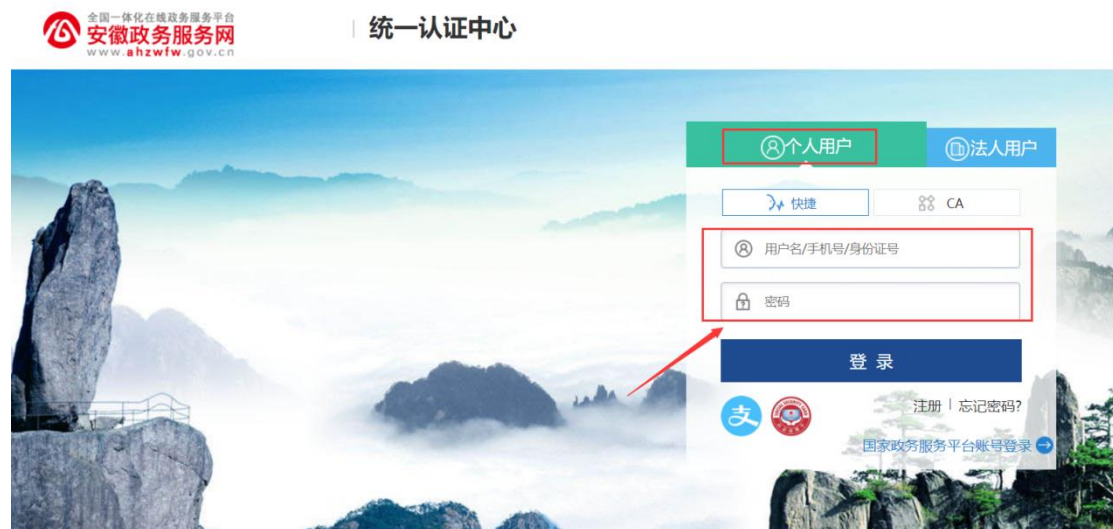 全国一体化在线政务服务平台
安徽政务服务网
www.ahzwfw.gov.cn
统一认证中心
个人用户
法人用户
快捷
CA
用户名/手机号/身份证号
密码
登录
支
注册 | 忘记密码?
国家政务服务平台账号登录